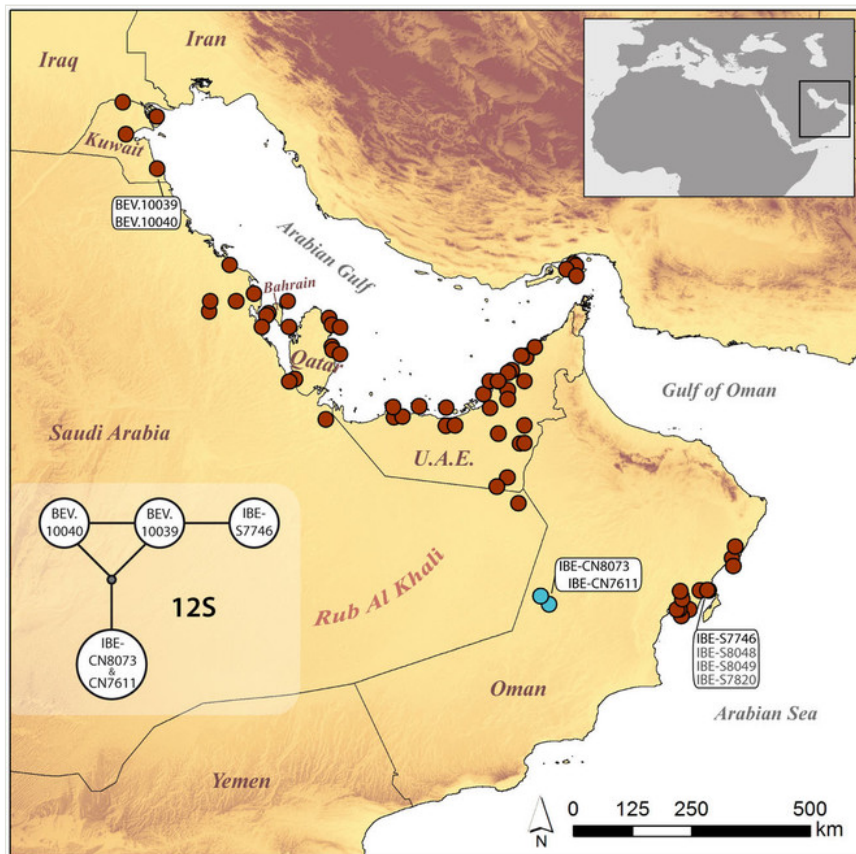 Iran
Iraq
Kuwait
BEV.10039
BEV.10040
Arabian Gulf
Bahrain
Qatar
Gulf of Oman
Saudi Arabia
U.A.E.
BEV.
10040
BEV.
10039
IBE-
S7746
12S
IBE-
CN8073
&
CN7611
Rub Al Khali
IBE-CN8073
IBE-CN7611
IBE-S7746
IBE-S8048
IBE-S8049
IBE-S7820
Oman
Arabian Sea
Yemen
N
0 125 250 500
km